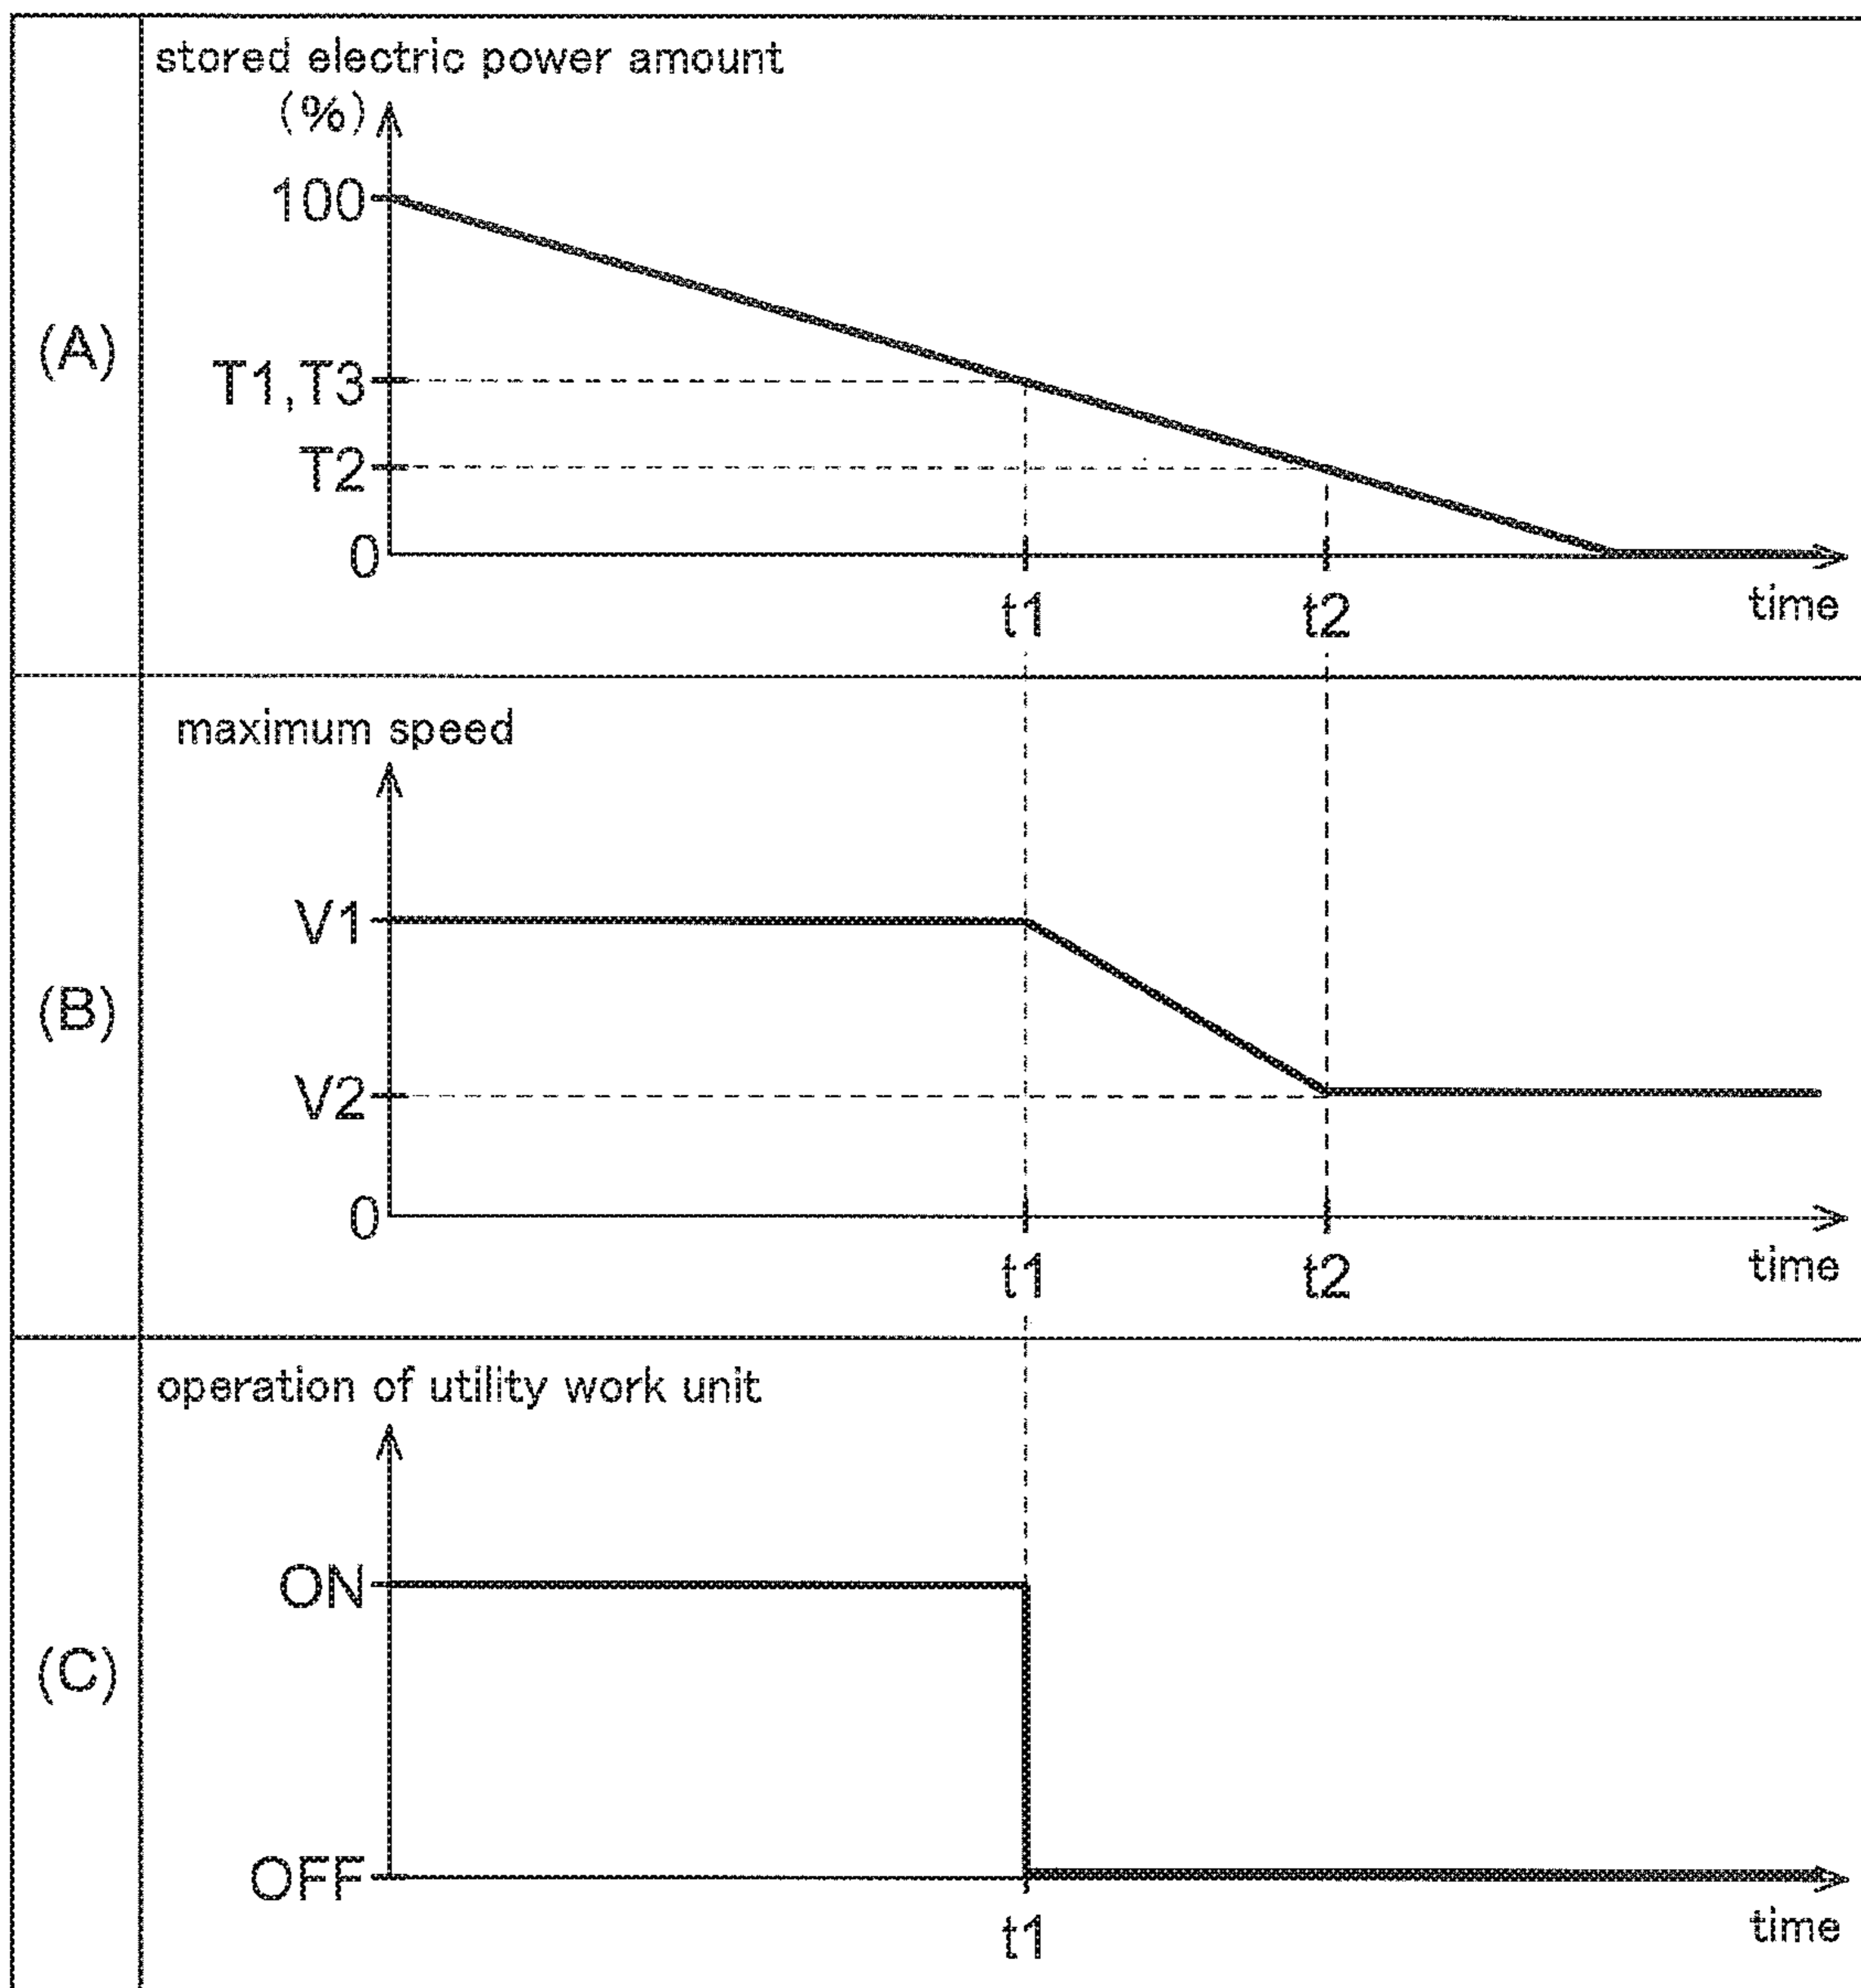 (A)
stored electric power amount
(%)
100
T1,T3
T2
0
t1
t2
time
(B)
maximum speed
V1
V2
0
t1
t2
time
(C)
operation of utility work unit
ON
OFF
t1
time